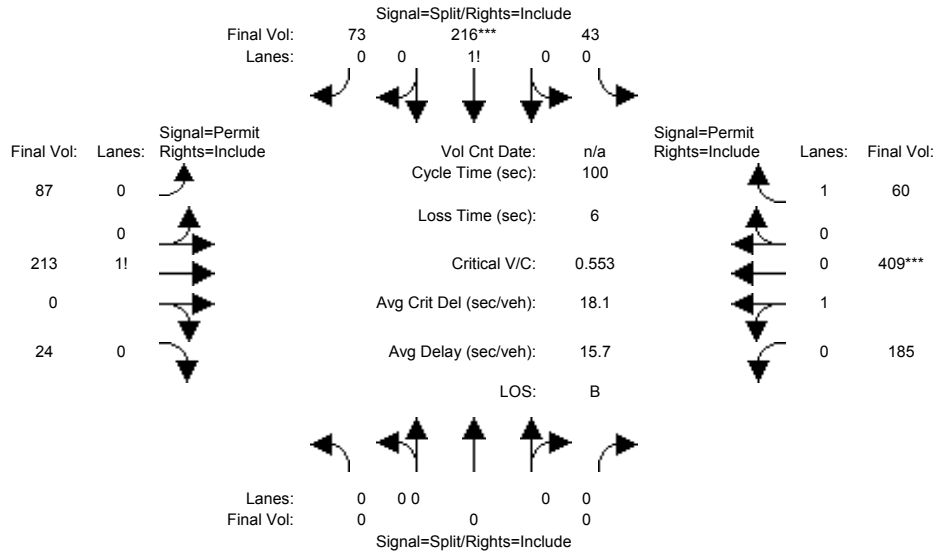 Signal=Split/Rights=Include
Final Vol: 73 216*** 43
Lanes: 0 0 1! 0 0
Signal=Permit
Final Vol: Lanes: Rights=Include
Vol Cnt Date: n/a
Signal=Permit
Rights=Include Lanes: Final Vol:
Cycle Time (sec): 100
87 0
1 60
Loss Time (sec): 6
0
0
213 1!
Critical V/C: 0.553
0 409***
0
Avg Crit Del (sec/veh): 18.1
1
24 0
Avg Delay (sec/veh): 15.7
0 185
LOS: B
Lanes: 0 0 0 0 0
Final Vol: 0 0 0
Signal=Split/Rights=Include